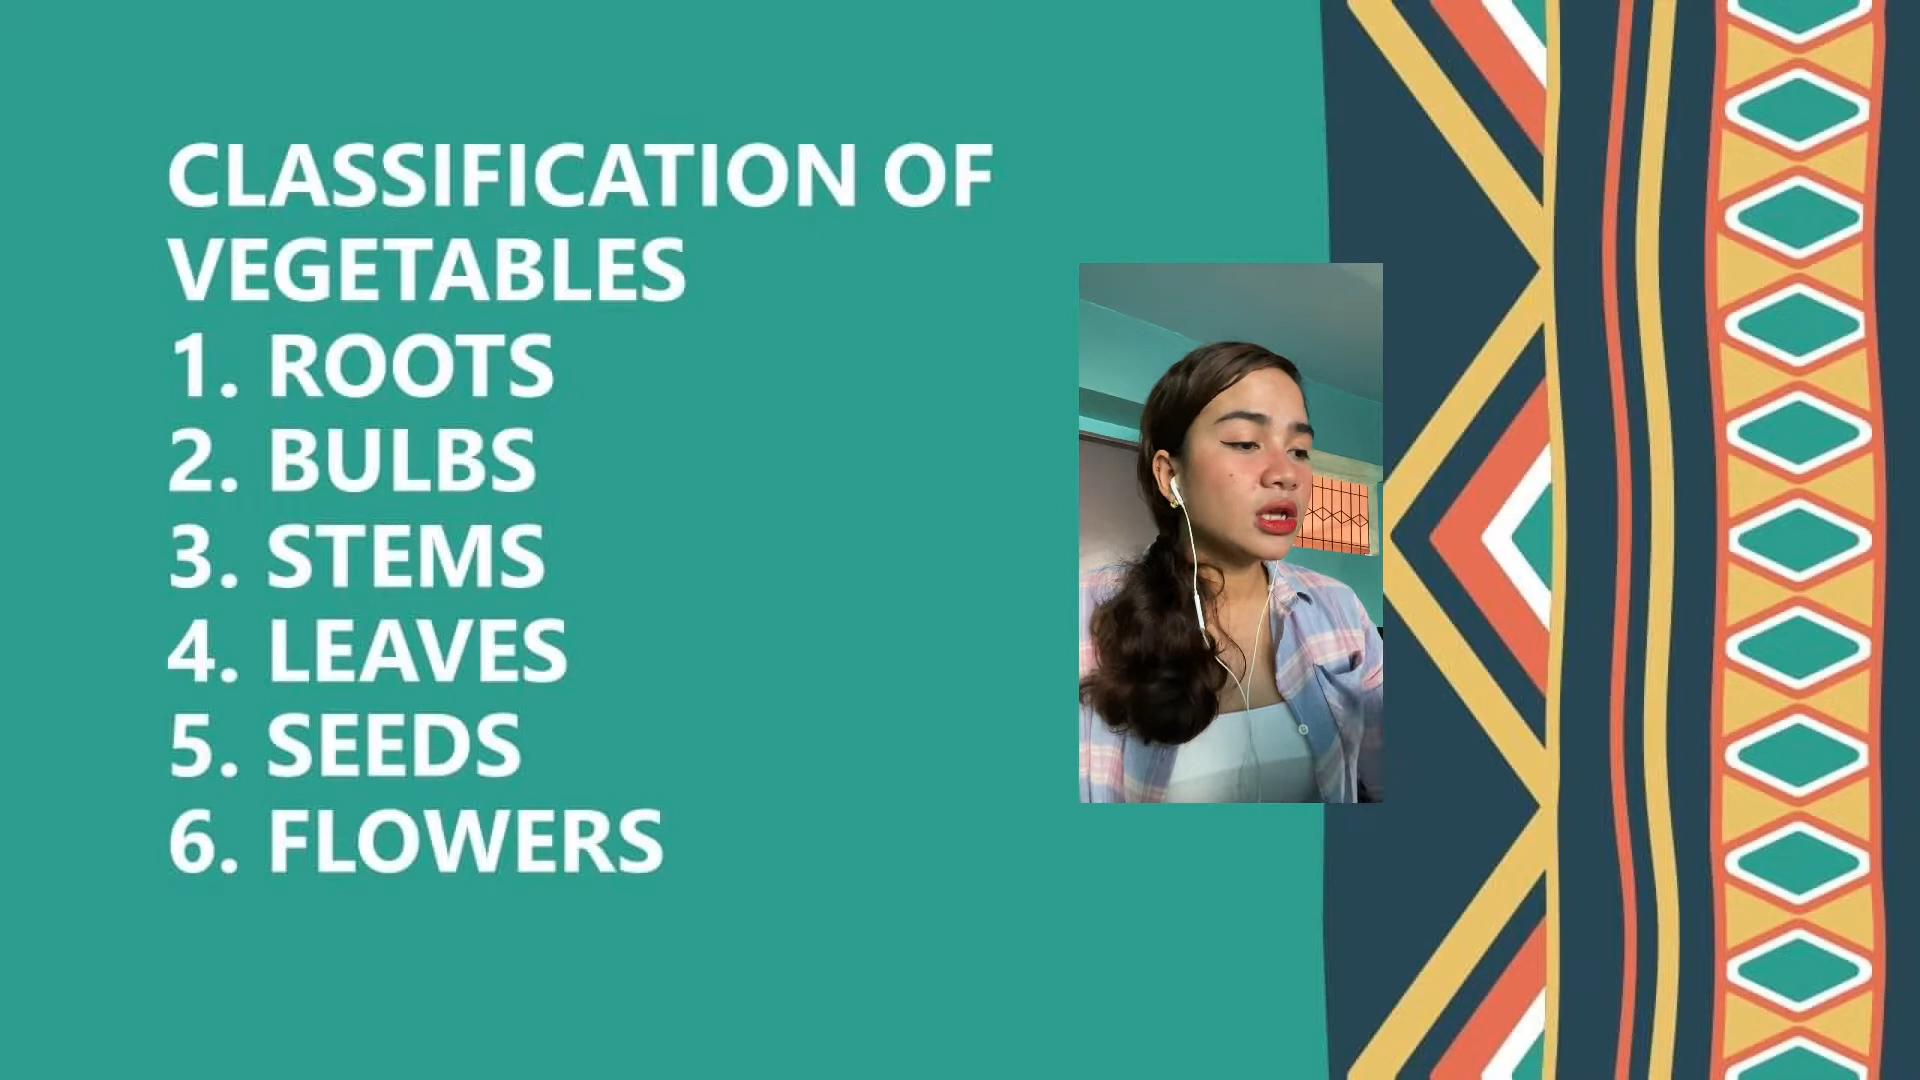 CLASSIFICATION OF
VEGETABLES
1. ROOTS
2. BULBS
3. STEMS
4. LEAVES
5. SEEDS
6. FLOWERS